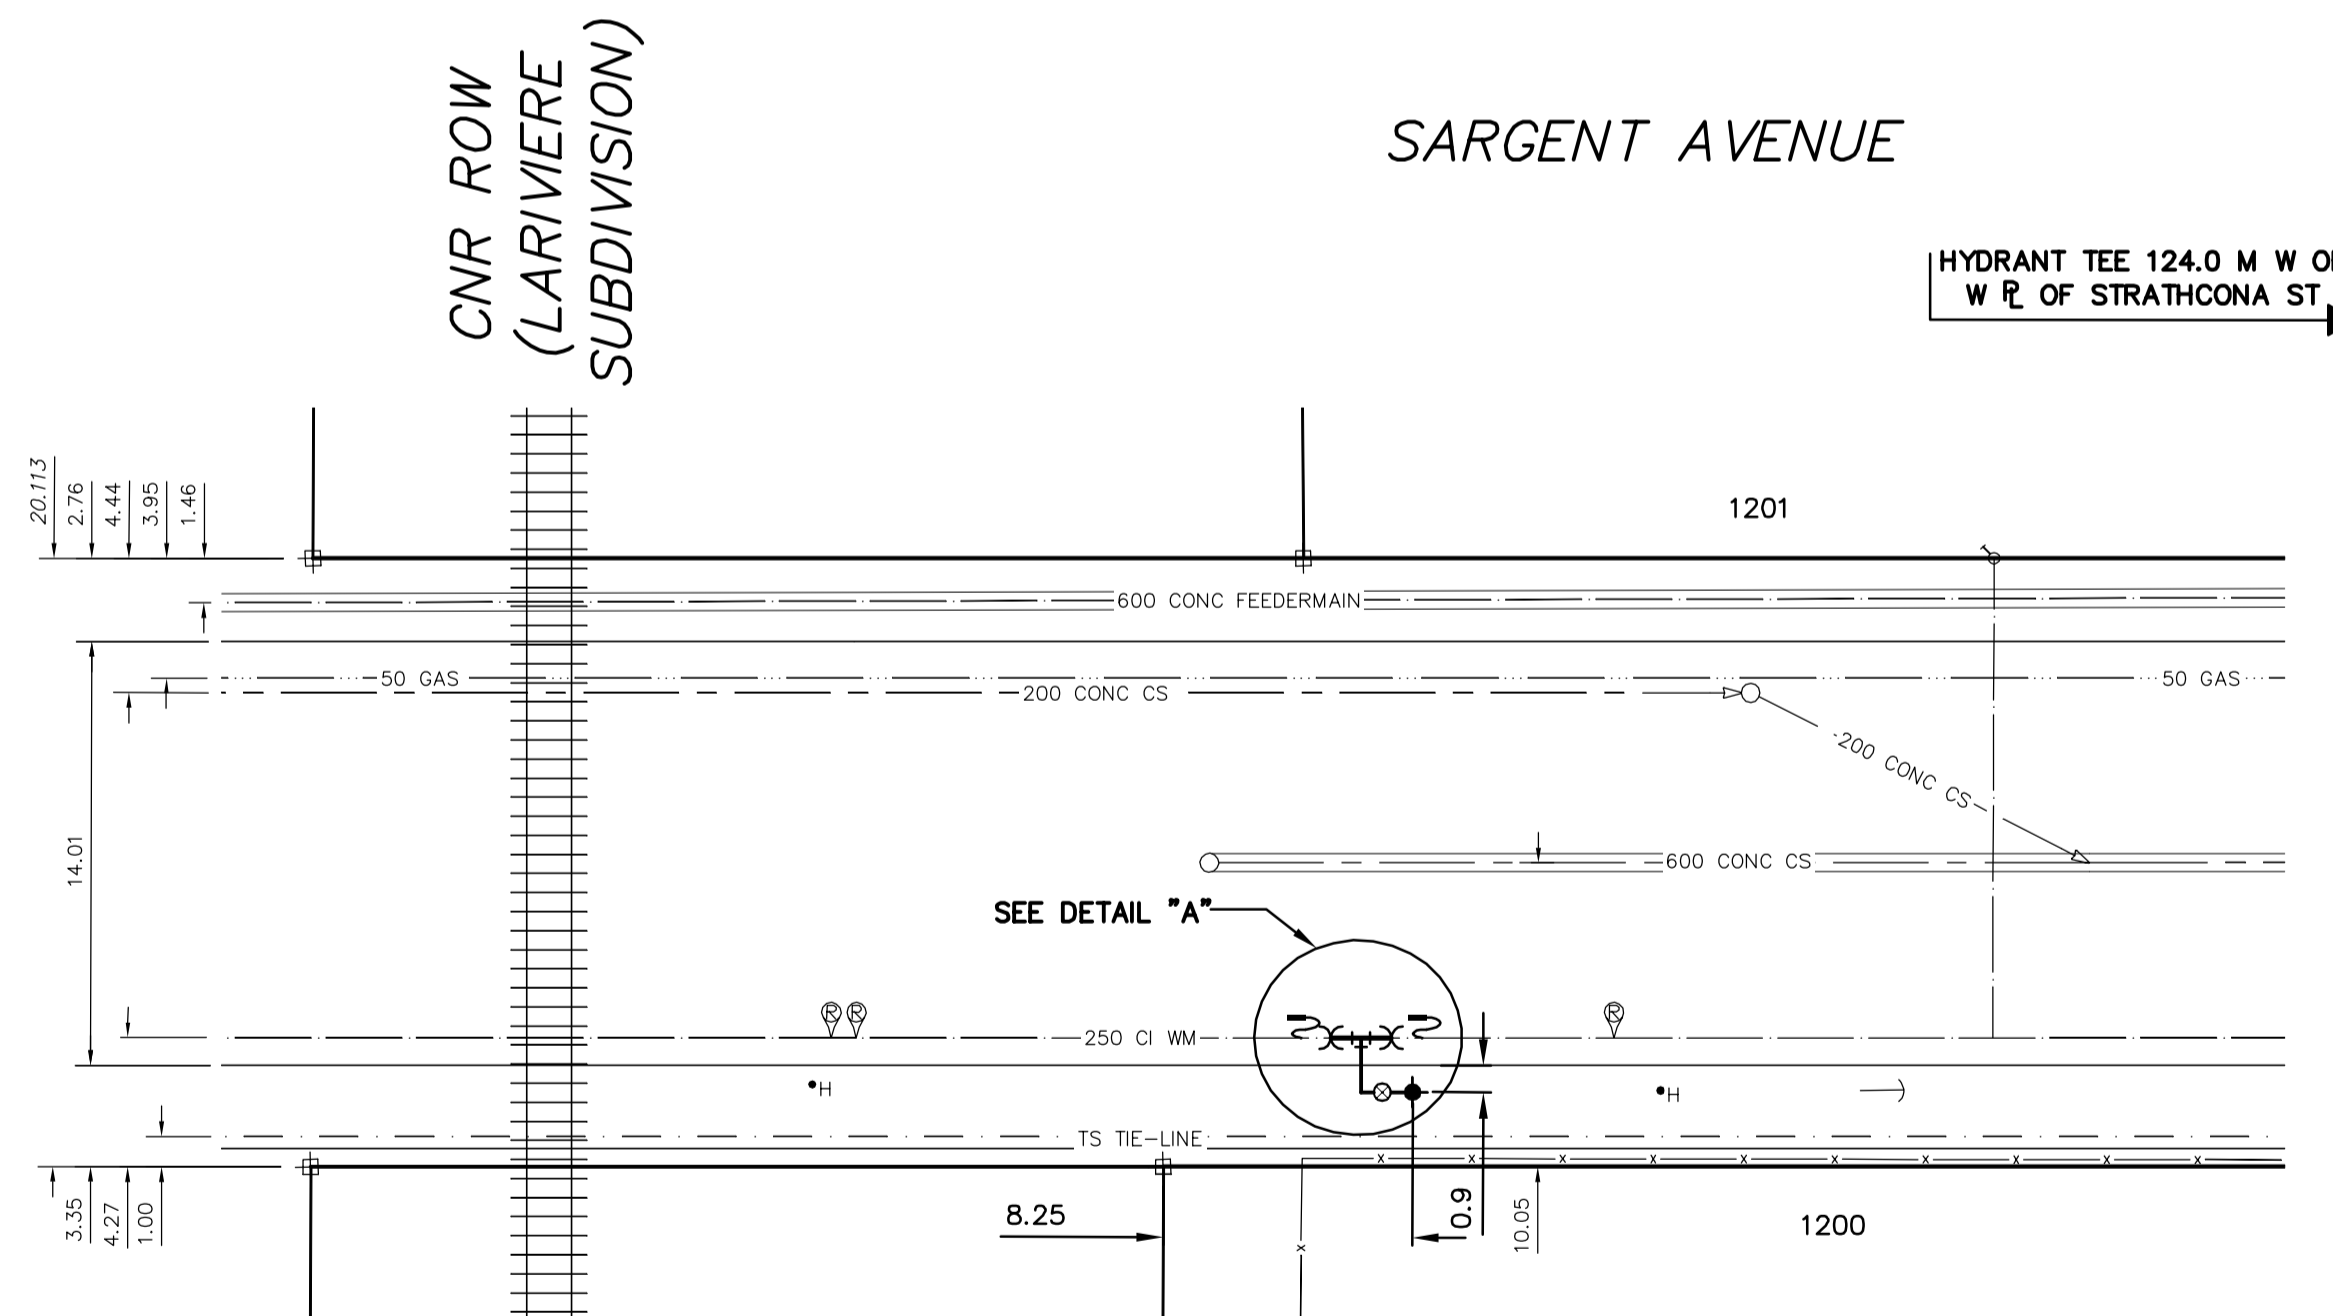 CNR ROW
(LARIVIERE
SUBDIVISION)
SARGENT AVENUE
HYDRANT TEE 124.0 M W
W ⅊ OF STRATHCONA ST
20.113
2.76
4.44
3.95
1.46
1201
600 CONC FEEDERMAIN
50 GAS
50 GAS
200 CONC CS
200 CONC CS
14.01
600 CONC CS
SEE DETAIL "A"
R R
R
250 CI WM
H
H
TS TIE-LINE
x x x x x x x x x x
3.35
4.27
1.00
8.25
x
0.9
10.05
1200